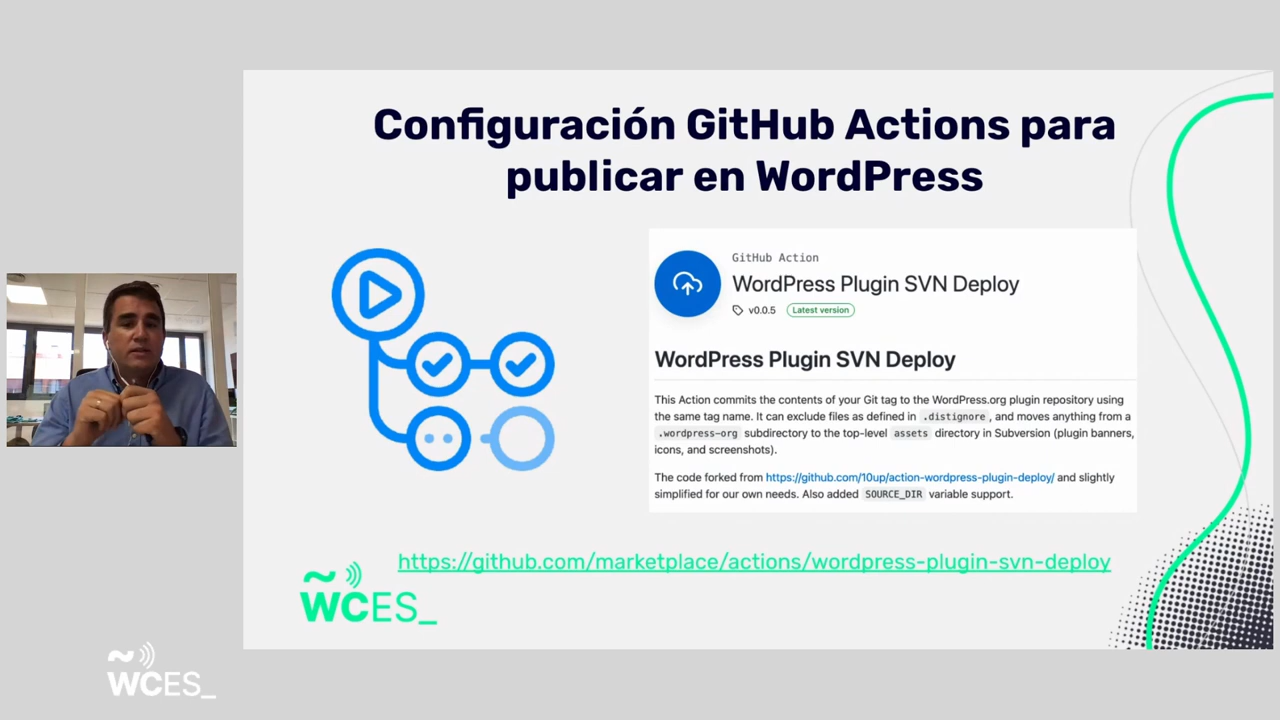 Configuración GitHub Actions para
publicar en WordPress
GitHub Action
WordPress Plugin SVN Deploy
v0.0.5 Latest version
WordPress Plugin SVN Deploy
This Action commits the contents of your Git tag to the WordPress.org plugin repository using
the same tag name. It can exclude files as defined in .distignore , and moves anything from a
.wordpress-org subdirectory to the top-level assets directory in Subversion (plugin banners,
icons, and screenshots).
The code forked from https://github.com/10up/action-wordpress-plugin-deploy/ and slightly
simplified for our own needs. Also added SOURCE_DIR variable support.
https://github.com/marketplace/actions/wordpress-plugin-svn-deploy
WCES_
WCES_